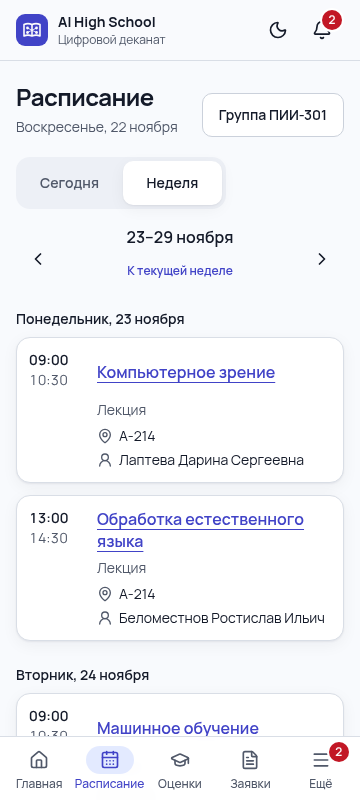 AI High School
Цифровой деканат
2
Расписание
Воскресенье, 22 ноября
Группа ПИИ-301
Сегодня
Неделя
23–29 ноября
К текущей неделе
Понедельник, 23 ноября
09:00
10:30
Компьютерное зрение
Лекция
А-214
Лаптева Дарина Сергеевна
13:00
14:30
Обработка естественного
языка
Лекция
А-214
Беломестнов Ростислав Ильич
Вторник, 24 ноября
09:00
10:30
Машинное обучение
2
Главная
Расписание
Оценки
Заявки
Ещё